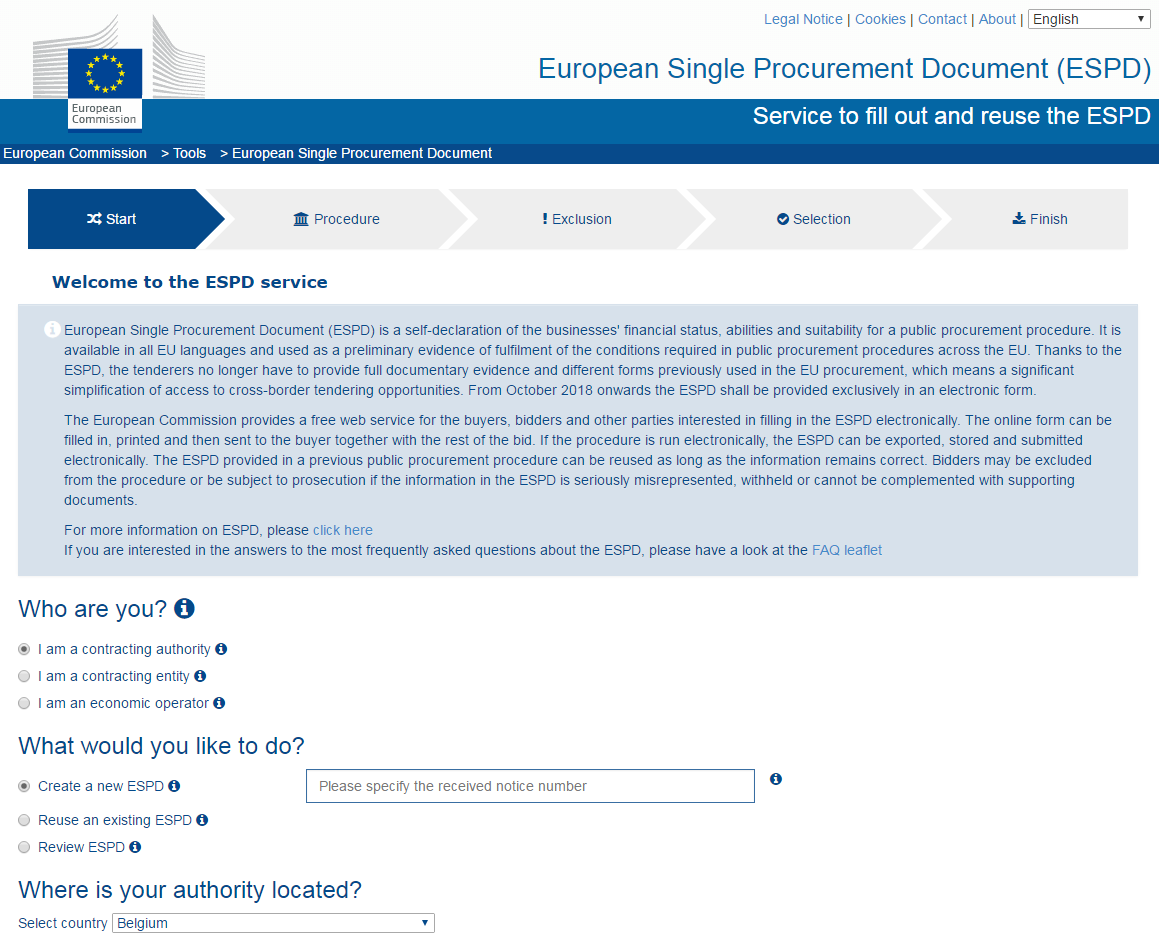 Legal Notice | Cookies | Contact | About | English
European Single Procurement Document (ESPD)
European
Commission
Service to fill out and reuse the ESPD
European Commission > Tools > European Single Procurement Document
Start Procedure Exclusion Selection Finish
Welcome to the ESPD service
European Single Procurement Document (ESPD) is a self-declaration of the businesses' financial status, abilities and suitability for a public procurement procedure. It is
available in all EU languages and used as a preliminary evidence of fulfilment of the conditions required in public procurement procedures across the EU. Thanks to the
ESPD, the tenderers no longer have to provide full documentary evidence and different forms previously used in the EU procurement, which means a significant
simplification of access to cross-border tendering opportunities. From October 2018 onwards the ESPD shall be provided exclusively in an electronic form.
The European Commission provides a free web service for the buyers, bidders and other parties interested in filling in the ESPD electronically. The online form can be
filled in, printed and then sent to the buyer together with the rest of the bid. If the procedure is run electronically, the ESPD can be exported, stored and submitted
electronically. The ESPD provided in a previous public procurement procedure can be reused as long as the information remains correct. Bidders may be excluded
from the procedure or be subject to prosecution if the information in the ESPD is seriously misrepresented, withheld or cannot be complemented with supporting
documents.
For more information on ESPD, please click here
If you are interested in the answers to the most frequently asked questions about the ESPD, please have a look at the FAQ leaflet
Who are you?
I am a contracting authority
I am a contracting entity
I am an economic operator
What would you like to do?
Create a new ESPD Please specify the received notice number
Reuse an existing ESPD
Review ESPD
Where is your authority located?
Select country Belgium